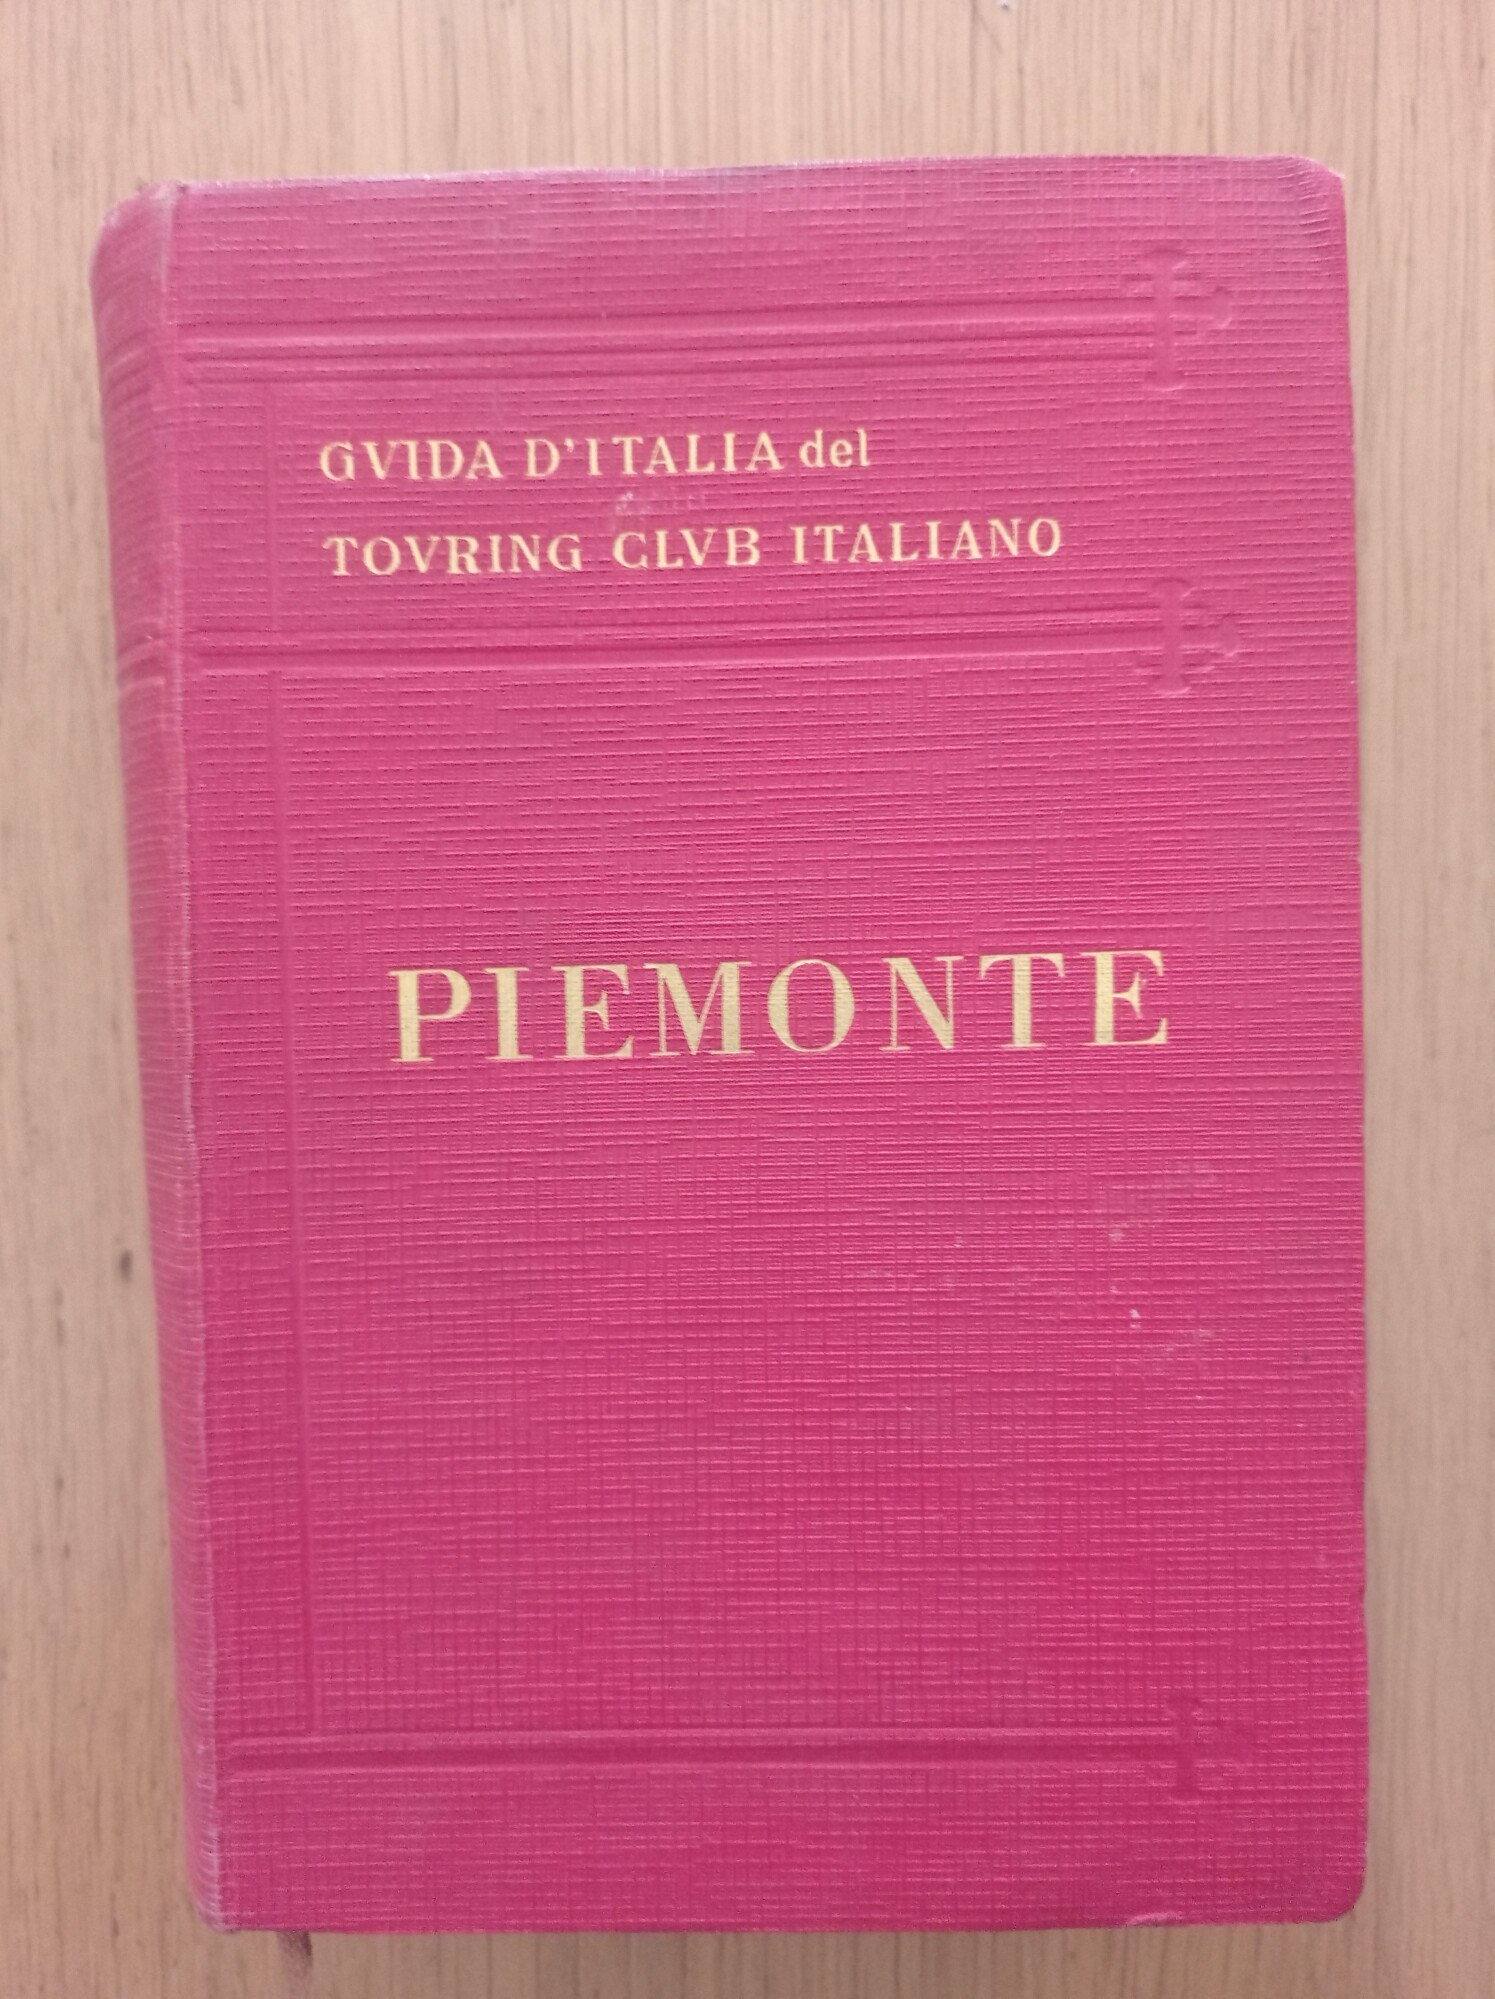 GVIDA D'ITALIA del
TOVRING CLVB ITALIANO
PIEMONTE